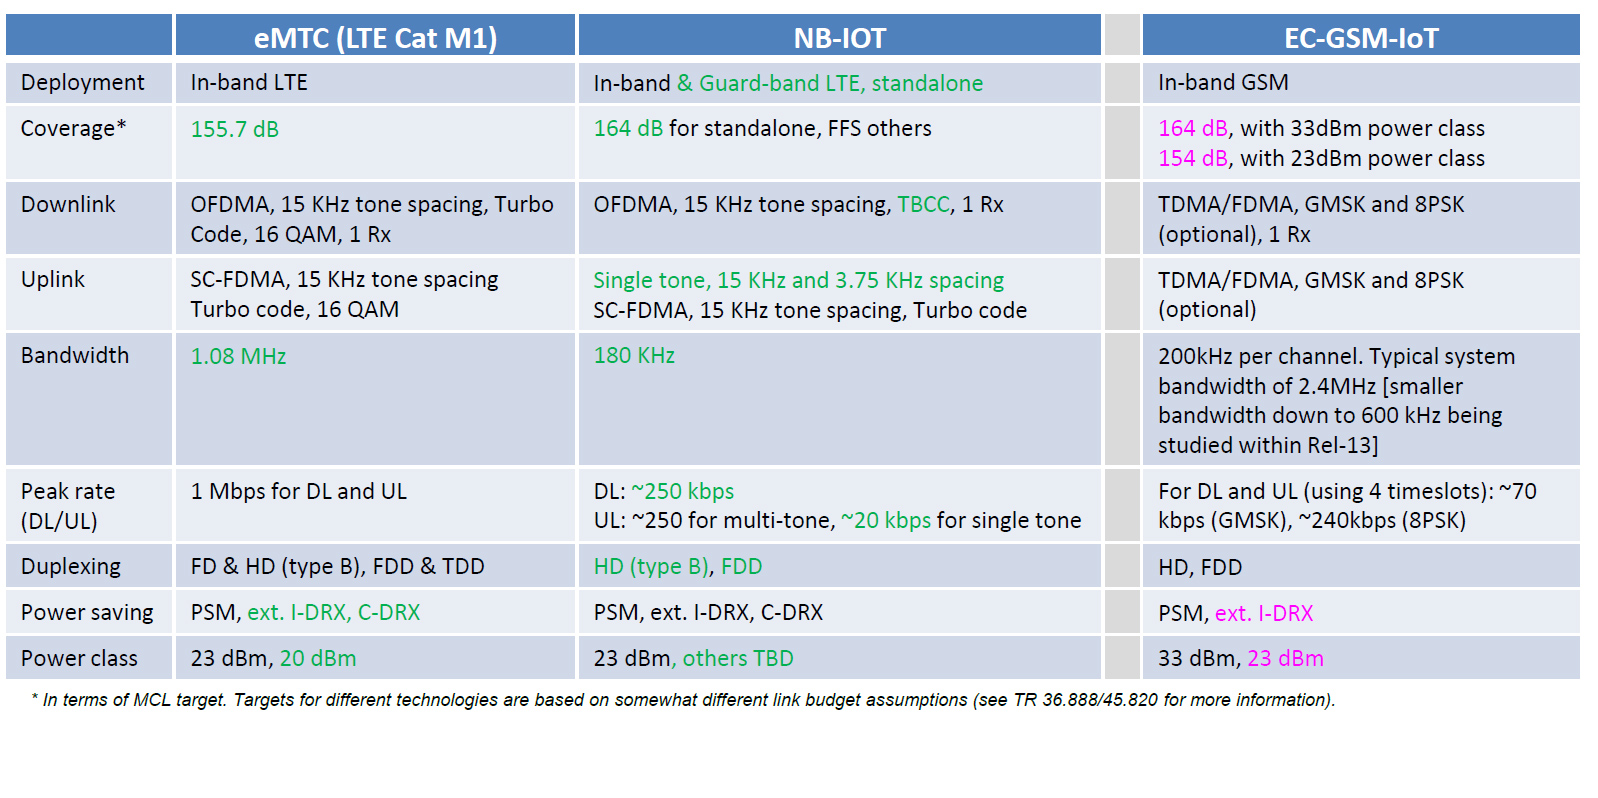 eMTC (LTE Cat M1) NB-IOT EC-GSM-IoT
Deployment In-band LTE In-band & Guard-band LTE, standalone In-band GSM
Coverage* 155.7 dB 164 dB for standalone, FFS others 164 dB, with 33dBm power class
154 dB, with 23dBm power class
Downlink OFDMA, 15 KHz tone spacing, Turbo OFDMA, 15 KHz tone spacing, TBCC, 1 Rx TDMA/FDMA, GMSK and 8PSK
Code, 16 QAM, 1 Rx (optional), 1 Rx
Uplink SC-FDMA, 15 KHz tone spacing Single tone, 15 KHz and 3.75 KHz spacing TDMA/FDMA, GMSK and 8PSK
Turbo code, 16 QAM SC-FDMA, 15 KHz tone spacing, Turbo code (optional)
Bandwidth 1.08 MHz 180 KHz 200kHz per channel. Typical system
bandwidth of 2.4MHz [smaller
bandwidth down to 600 kHz being
studied within Rel-13]
Peak rate 1 Mbps for DL and UL DL: ~250 kbps For DL and UL (using 4 timeslots): ~70
(DL/UL) UL: ~250 for multi-tone, ~20 kbps for single tone kbps (GMSK), ~240kbps (8PSK)
Duplexing FD & HD (type B), FDD & TDD HD (type B), FDD HD, FDD
Power saving PSM, ext. I-DRX, C-DRX PSM, ext. I-DRX, C-DRX PSM, ext. I-DRX
Power class 23 dBm, 20 dBm 23 dBm, others TBD 33 dBm, 23 dBm
* In terms of MCL target. Targets for different technologies are based on somewhat different link budget assumptions (see TR 36.888/45.820 for more information).